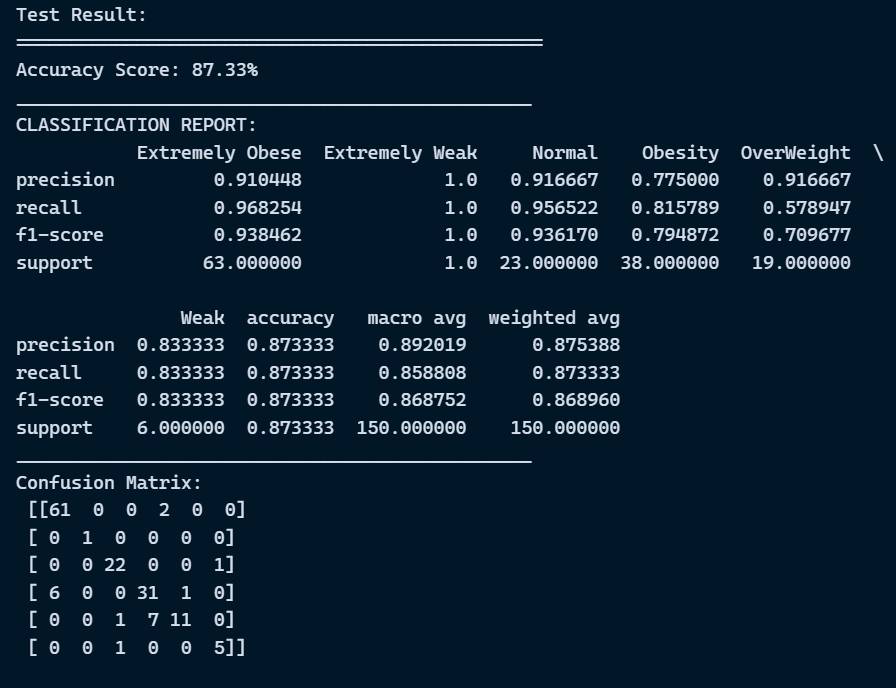 Test Result:
================================================
Accuracy Score: 87.33%
_______________________________________________
CLASSIFICATION REPORT:
           Extremely Obese  Extremely Weak     Normal    Obesity  OverWeight  \
precision         0.910448             1.0   0.916667   0.775000    0.916667
recall            0.968254             1.0   0.956522   0.815789    0.578947
f1-score          0.938462             1.0   0.936170   0.794872    0.709677
support          63.000000             1.0  23.000000  38.000000   19.000000
               Weak  accuracy   macro avg  weighted avg
precision  0.833333  0.873333    0.892019      0.875388
recall     0.833333  0.873333    0.858808      0.873333
f1-score   0.833333  0.873333    0.868752      0.868960
support    6.000000  0.873333  150.000000    150.000000
_______________________________________________
Confusion Matrix:
 [[61  0  0  2  0  0]
 [ 0  1  0  0  0  0]
 [ 0  0 22  0  0  1]
 [ 6  0  0 31  1  0]
 [ 0  0  1  7 11  0]
 [ 0  0  1  0  0  5]]